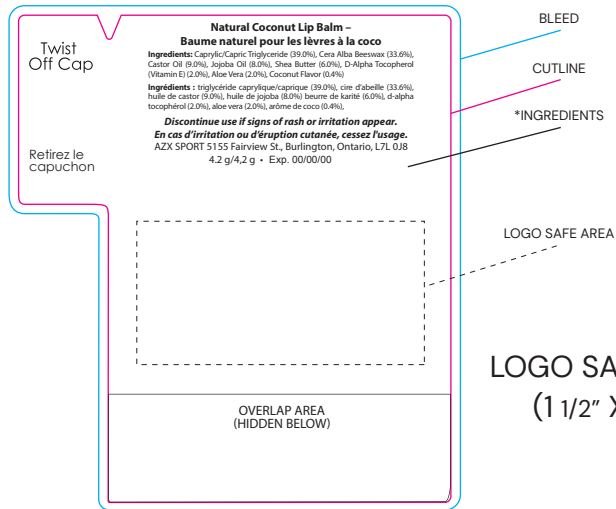 Twist
Off Cap
Retirez le
capuchon
Natural Coconut Lip Balm –
Baume naturel pour les lèvres à la coco
Ingredients: Caprylic/Capric Triglyceride (39.0%), Cera Alba Beeswax (33.6%),
Castor Oil (9.0%), Jojoba Oil (8.0%), Shea Butter (6.0%), D-Alpha Tocopherol
(Vitamin E) (2.0%), Aloe Vera (2.0%), Coconut Flavor (0.4%)
Ingrédients : triglycéride caprylique/caprique (39.0%), cire d'abeille (33.6%),
huile de castor (9.0%), huile de jojoba (8.0%) beurre de karité (6.0%), d-alpha
tocophérol (2.0%), aloe vera (2.0%), arôme de coco (0.4%),
Discontinue use if signs of rash or irritation appear.
En cas d'irritation ou d'éruption cutanée, cessez l'usage.
AZX SPORT 5155 Fairview St., Burlington, Ontario, L7L 0J8
4.2 g/4,2 g • Exp. 00/00/00
OVERLAP AREA
(HIDDEN BELOW)
BLEED
CUTLINE
*INGREDIENTS
LOGO SAFE AREA
LOGO SA
(1 1/2" X